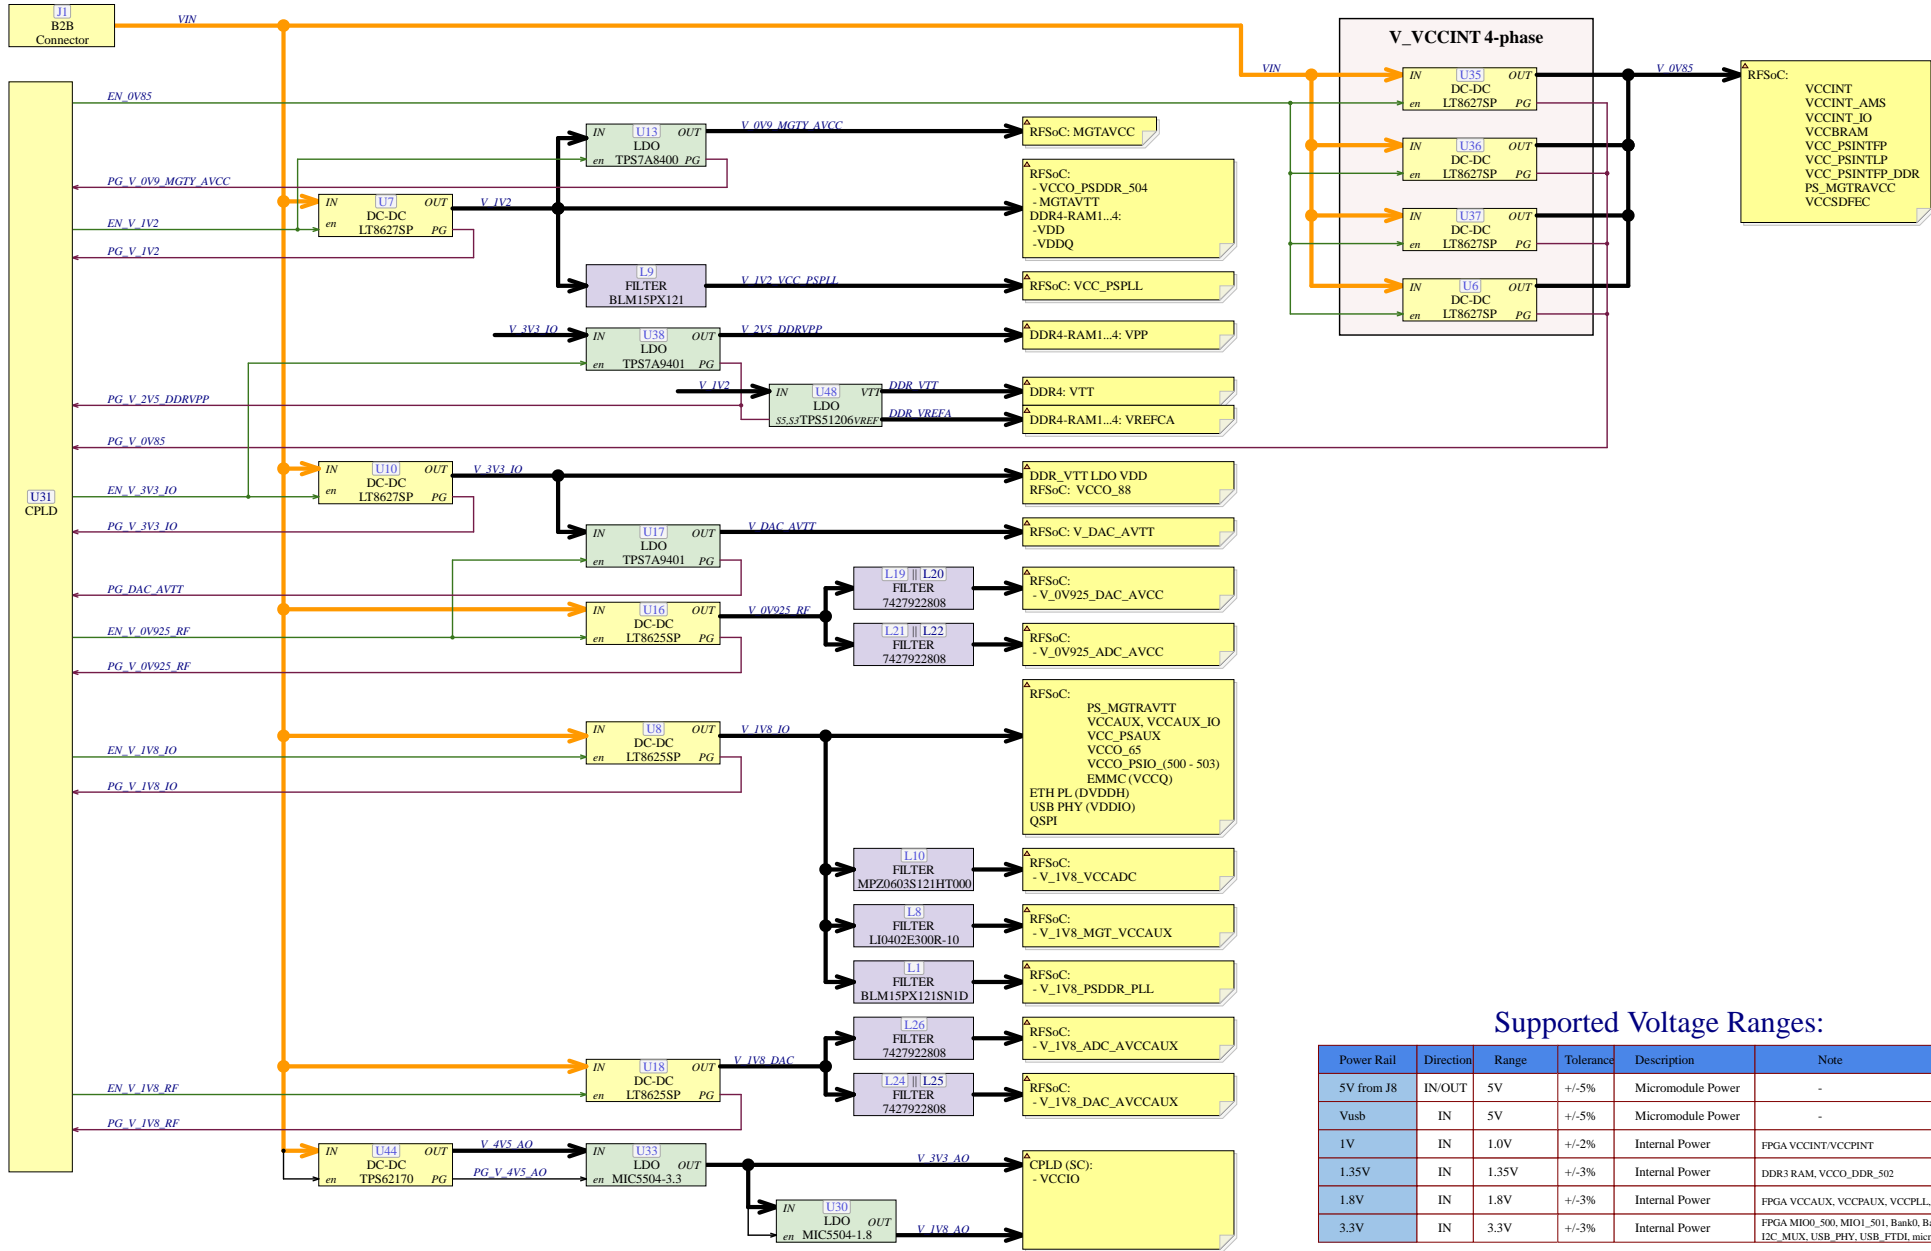 J1
B2B
Connector
VIN
V_VCCINT 4-phase
VIN
IN U35 OUT
DC-DC
en LT8627SP PG
V_0V85
RFSoC:
VCCINT
VCCINT_AMS
VCCINT_IO
VCCBRAM
VCC_PSINTFP
VCC_PSINTLP
VCC_PSINTFP_DDR
PS_MGTRAVCC
VCCSDFEC
IN U36 OUT
DC-DC
en LT8627SP PG
IN U37 OUT
DC-DC
en LT8627SP PG
IN U6 OUT
DC-DC
en LT8627SP PG
U31
CPLD
EN_0V85
IN U13 OUT
LDO
en TPS7A8400 PG
V_0V9_MGTY_AVCC
RFSoC: MGTAVCC
PG_V_0V9_MGTY_AVCC
EN_V_1V2
PG_V_1V2
IN U7 OUT
DC-DC
en LT8627SP PG
V_1V2
RFSoC:
- VCCO_PSDDR_504
- MGTAVTT
DDR4-RAM1...4:
-VDD
-VDDQ
L9
FILTER
BLM15PX121
V_1V2_VCC_PSPLL
RFSoC: VCC_PSPLL
V_3V3_IO
IN U38 OUT
LDO
en TPS7A9401 PG
V_2V5_DDRVPP
DDR4-RAM1...4: VPP
V_1V2
IN U48 VTT
LDO
S5,S3 TPS51206 VREF
DDR_VTT
DDR4: VTT
DDR_VREFA
DDR4-RAM1...4: VREFCA
PG_V_2V5_DDRVPP
PG_V_0V85
EN_V_3V3_IO
PG_V_3V3_IO
IN U10 OUT
DC-DC
en LT8627SP PG
V_3V3_IO
DDR_VTT LDO VDD
RFSoC: VCCO_88
IN U17 OUT
LDO
en TPS7A9401 PG
V_DAC_AVTT
RFSoC: V_DAC_AVTT
PG_DAC_AVTT
EN_V_0V925_RF
PG_V_0V925_RF
IN U16 OUT
DC-DC
en LT8625SP PG
V_0V925_RF
L19 || L20
FILTER
7427922808
RFSoC:
- V_0V925_DAC_AVCC
L21 || L22
FILTER
7427922808
RFSoC:
- V_0V925_ADC_AVCC
EN_V_1V8_IO
PG_V_1V8_IO
IN U8 OUT
DC-DC
en LT8625SP PG
V_1V8_IO
RFSoC:
PS_MGTRAVTT
VCCAUX, VCCAUX_IO
VCC_PSAUX
VCCO_65
VCCO_PSIO_(500 - 503)
EMMC (VCCQ)
ETH PL (DVDDH)
USB PHY (VDDIO)
QSPI
L10
FILTER
MPZ0603S121HT000
RFSoC:
- V_1V8_VCCADC
L8
FILTER
LI0402E300R-10
RFSoC:
- V_1V8_MGT_VCCAUX
L1
FILTER
BLM15PX121SN1D
RFSoC:
- V_1V8_PSDDR_PLL
EN_V_1V8_RF
PG_V_1V8_RF
IN U18 OUT
DC-DC
en LT8625SP PG
V_1V8_DAC
L26
FILTER
7427922808
RFSoC:
- V_1V8_ADC_AVCCAUX
L24 || L25
FILTER
7427922808
RFSoC:
- V_1V8_DAC_AVCCAUX
IN U44 OUT
DC-DC
en TPS62170 PG
V_4V5_AO
PG_V_4V5_AO
IN U33
LDO OUT
en MIC5504-3.3
V_3V3_AO
CPLD (SC):
- VCCIO
IN U30
LDO OUT
en MIC5504-1.8
V_1V8_AO
Supported Voltage Ranges:
Power Rail Direction Range Tolerance Description Note
5V from J8 IN/OUT 5V +/-5% Micromodule Power -
Vusb IN 5V +/-5% Micromodule Power -
1V IN 1.0V +/-2% Internal Power FPGA VCCINT/VCCPINT
1.35V IN 1.35V +/-3% Internal Power DDR3 RAM, VCCO_DDR_502
1.8V IN 1.8V +/-3% Internal Power FPGA VCCAUX, VCCPAUX, VCCPLL,
3.3V IN 3.3V +/-3% Internal Power FPGA MIO0_500, MIO1_501, Bank0,
I2C_MUX, USB_PHY, USB_FTDI,